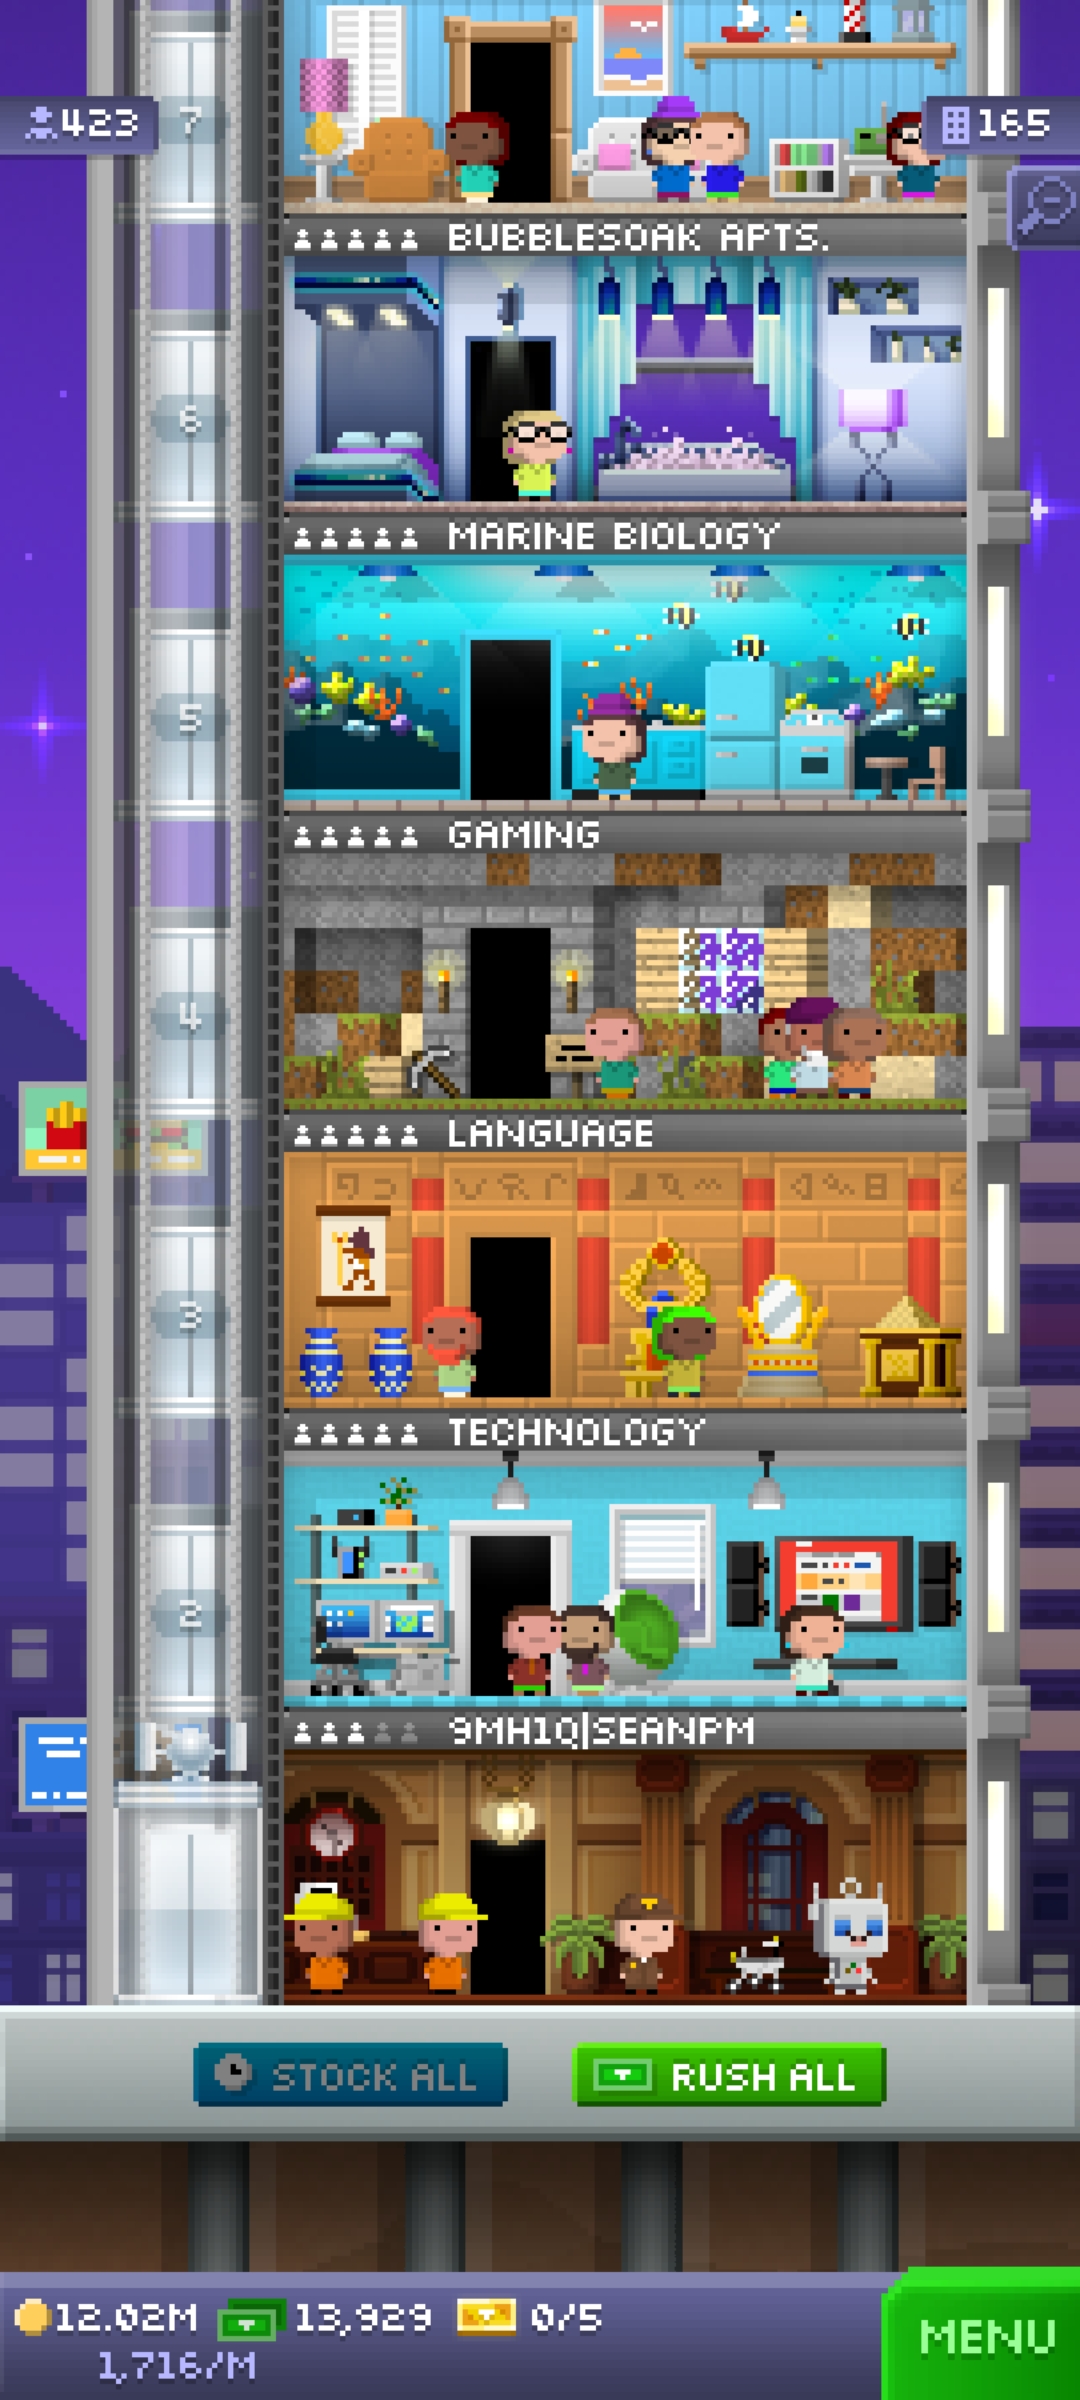 423
7
165
BUBBLESOAK APTS.
6
MARINE BIOLOGY
5
GAMING
4
LANGUAGE
3
TECHNOLOGY
2
9MH1Q|SEANPM
STOCK ALL
RUSH ALL
12.02M
13,929
0/5
1,716/M
MENU